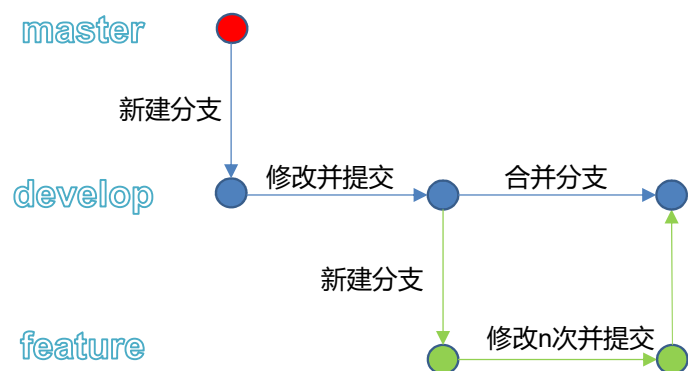 master
新建分支
修改并提交
合并分支
develop
新建分支
修改n次并提交
feature